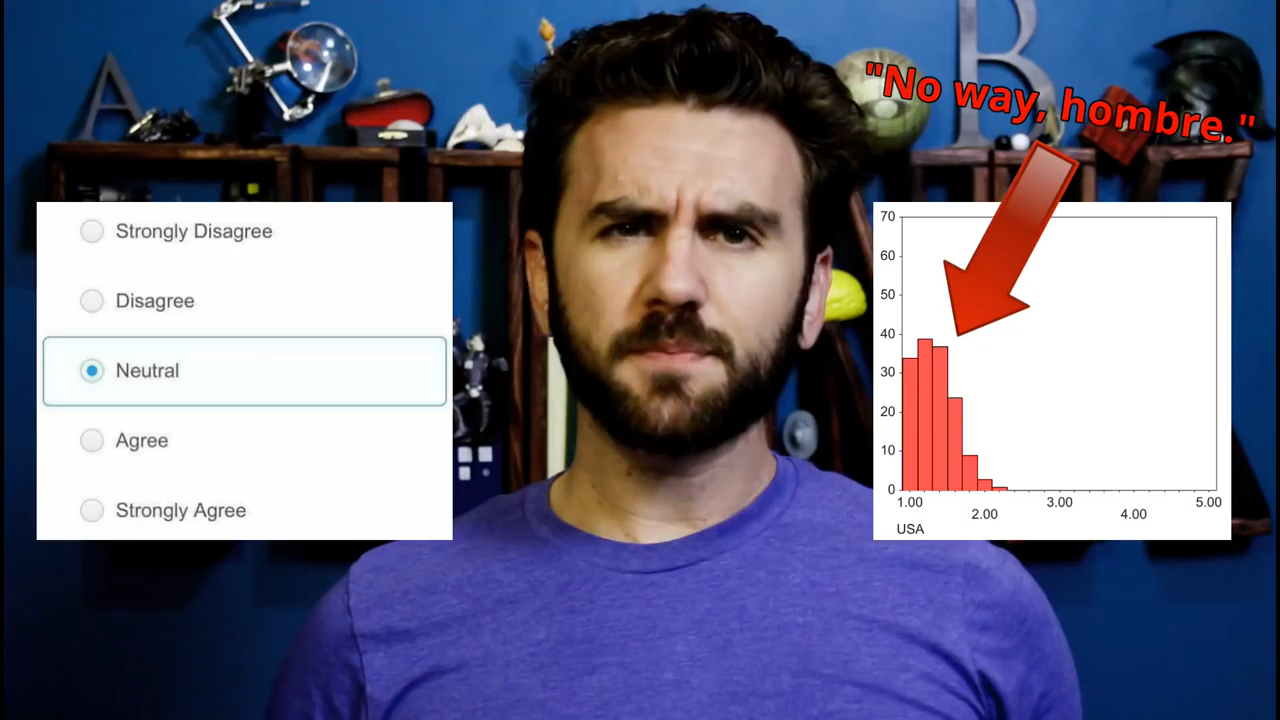 A
B
"No way, hombre."
Strongly Disagree
Disagree
Neutral
Agree
Strongly Agree
70
60
50
40
30
20
10
0
1.00 3.00 5.00
2.00 4.00
USA